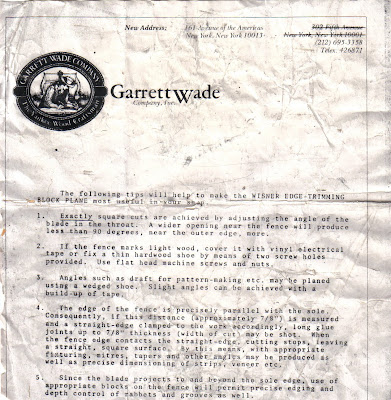 New Address: 161 Avenue of the Americas 302 Fifth Avenue
New York, New York 10013 New York, New York 10001
(212) 695-3358
Telex. 426871
GARRETT WADE COMPANY
Garrett Wade
Company, Inc.
The following tips will help to make the WISNER EDGE-TRIMMING
BLOCK PLANE most useful in your shop.
1. Exactly square cuts are achieved by adjusting the angle of the
blade in the throat. A wider opening near the fence will produce
less than 90 degrees, near the outer edge, more.
2. If the fence marks light wood, cover it with vinyl electrical
tape or fix a thin hardwood shoe by means of two screw holes
provided. Use flat head machine screws and nuts.
3. Angles such as draft for pattern-making etc. may be planed
using a wedged shoe. Slight angles can be achieved with a
build-up of tape.
4. The edge of the fence is precisely parallel with the sole.
Consequently, if this distance (approximately 7/8") is measured
and a straight-edge clamped to the work accordingly, long glue
joints up to 7/8" thickness (width of cut) may be shot. When
the fence edge contacts the straight-edge, cutting stops, leaving
a straight, square surface. By this means, with appropriate
fixturing, mitres, tapers and other angles may be produced as
well as precise dimensioning of strips, veneer etc.
5. Since the blade projects to and beyond the sole edge, use of
appropriate blocks on the fence will permit precise edging and
depth control of rabbets and grooves as well.